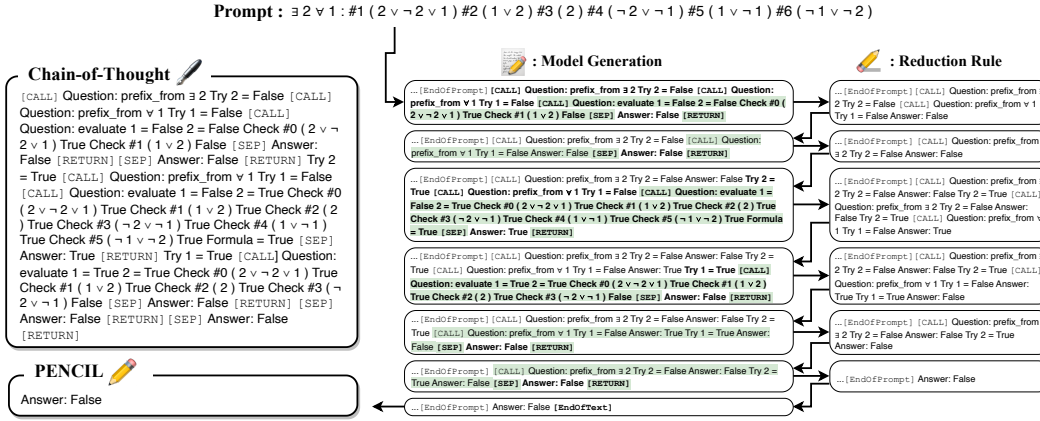 Prompt : ∃ 2 ∀ 1 : #1 ( 2 ∨ ¬ 2 ∨ 1 ) #2 ( 1 ∨ 2 ) #3 ( 2 ) #4 ( ¬ 2 ∨ ¬ 1 ) #5 ( 1 ∨ ¬ 1 ) #6 ( ¬ 1 ∨ ¬ 2 )
Chain-of-Thought
[CALL] Question: prefix_from ∃ 2 Try 2 = False [CALL]
Question: prefix_from ∀ 1 Try 1 = False [CALL]
Question: evaluate 1 = False 2 = False Check #0 ( 2 ∨ ¬
2 ∨ 1 ) True Check #1 ( 1 ∨ 2 ) False [SEP] Answer:
False [RETURN] [SEP] Answer: False [RETURN] Try 2
= True [CALL] Question: prefix_from ∀ 1 Try 1 = False
[CALL] Question: evaluate 1 = False 2 = True Check #0
( 2 ∨ ¬ 2 ∨ 1 ) True Check #1 ( 1 ∨ 2 ) True Check #2 ( 2
) True Check #3 ( ¬ 2 ∨ ¬ 1 ) True Check #4 ( 1 ∨ ¬ 1 )
True Check #5 ( ¬ 1 ∨ ¬ 2 ) True Formula = True [SEP]
Answer: True [RETURN] Try 1 = True [CALL] Question:
evaluate 1 = True 2 = True Check #0 ( 2 ∨ ¬ 2 ∨ 1 ) True
Check #1 ( 1 ∨ 2 ) True Check #2 ( 2 ) True Check #3 ( ¬
2 ∨ ¬ 1 ) False [SEP] Answer: False [RETURN] [SEP]
Answer: False [RETURN] [SEP] Answer: False
[RETURN]
PENCIL
Answer: False
: Model Generation
...[EndOfPrompt] [CALL] Question: prefix_from ∃ 2 Try 2 = False [CALL] Question:
prefix_from ∀ 1 Try 1 = False [CALL] Question: evaluate 1 = False 2 = False Check #0 (
2 ∨ ¬ 2 ∨ 1 ) True Check #1 ( 1 ∨ 2 ) False [SEP] Answer: False [RETURN]
...[EndOfPrompt] [CALL] Question: prefix_from ∃ 2 Try 2 = False [CALL] Question:
prefix_from ∀ 1 Try 1 = False Answer: False [SEP] Answer: False [RETURN]
...[EndOfPrompt] [CALL] Question: prefix_from ∃ 2 Try 2 = False Answer: False Try 2 =
True [CALL] Question: prefix_from ∀ 1 Try 1 = False [CALL] Question: evaluate 1 =
False 2 = True Check #0 ( 2 ∨ ¬ 2 ∨ 1 ) True Check #1 ( 1 ∨ 2 ) True Check #2 ( 2 ) True
Check #3 ( ¬ 2 ∨ ¬ 1 ) True Check #4 ( 1 ∨ ¬ 1 ) True Check #5 ( ¬ 1 ∨ ¬ 2 ) True Formula
= True [SEP] Answer: True [RETURN]
...[EndOfPrompt] [CALL] Question: prefix_from ∃ 2 Try 2 = False Answer: False Try 2 =
True [CALL] Question: prefix_from ∀ 1 Try 1 = False Answer: True Try 1 = True [CALL]
Question: evaluate 1 = True 2 = True Check #0 ( 2 ∨ ¬ 2 ∨ 1 ) True Check #1 ( 1 ∨ 2 )
True Check #2 ( 2 ) True Check #3 ( ¬ 2 ∨ ¬ 1 ) False [SEP] Answer: False [RETURN]
...[EndOfPrompt] [CALL] Question: prefix_from ∃ 2 Try 2 = False Answer: False Try 2 =
True [CALL] Question: prefix_from ∀ 1 Try 1 = False Answer: True Try 1 = True Answer:
False [SEP] Answer: False [RETURN]
...[EndOfPrompt] [CALL] Question: prefix_from ∃ 2 Try 2 = False Answer: False Try 2 =
True Answer: False [SEP] Answer: False [RETURN]
...[EndOfPrompt] Answer: False [EndOfText]
: Reduction Rule
...[EndOfPrompt] [CALL] Question: prefix_from
2 Try 2 = False [CALL] Question: prefix_from ∀ 1
Try 1 = False Answer: False
...[EndOfPrompt] [CALL] Question: prefix_from
∃ 2 Try 2 = False Answer: False
...[EndOfPrompt] [CALL] Question: prefix_from
2 Try 2 = False Answer: False Try 2 = True [CALL]
Question: prefix_from ∃ 2 Try 2 = False Answer:
False Try 2 = True [CALL] Question: prefix_from
1 Try 1 = False Answer: True
...[EndOfPrompt] [CALL] Question: prefix_from
2 Try 2 = False Answer: False Try 2 = True [CALL]
Question: prefix_from ∀ 1 Try 1 = False Answer:
True Try 1 = True Answer: False
...[EndOfPrompt] [CALL] Question: prefix_from
∃ 2 Try 2 = False Answer: False Try 2 = True
Answer: False
...[EndOfPrompt] Answer: False